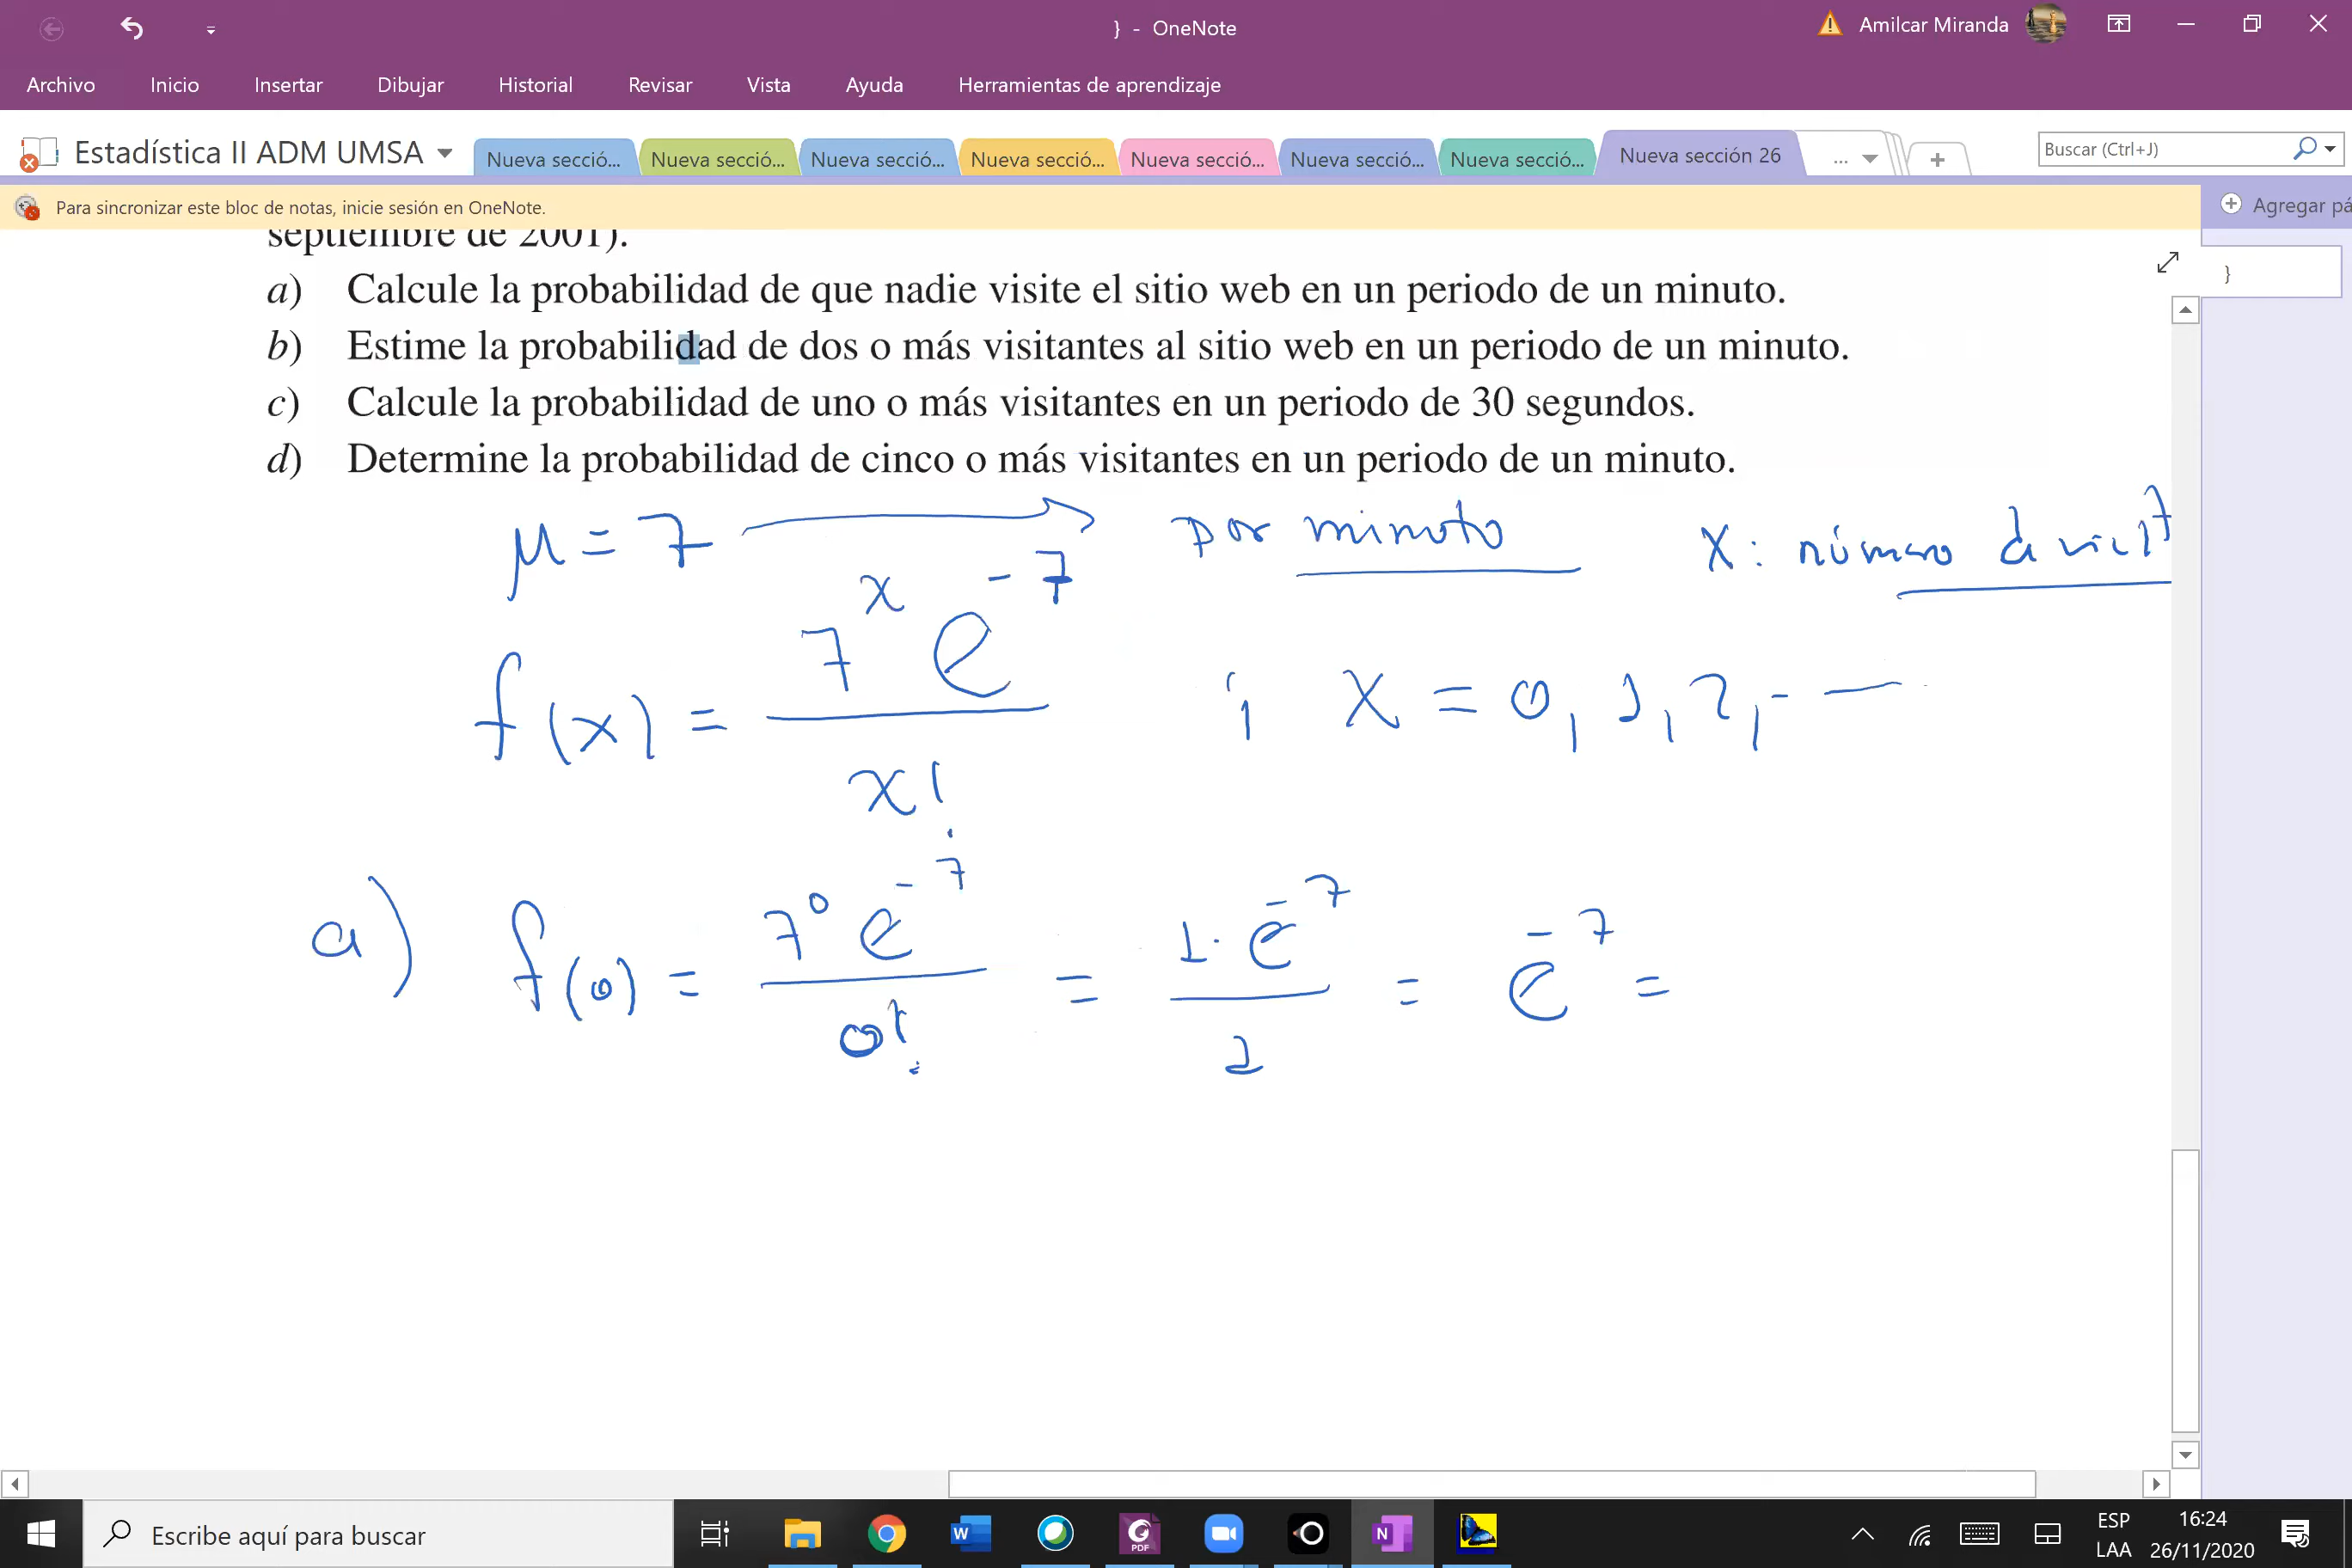 } - OneNote
Amilcar Miranda
Archivo Inicio Insertar Dibujar Historial Revisar Vista Ayuda Herramientas de aprendizaje
Estadística II ADM UMSA
Nueva secció... Nueva secció... Nueva secció... Nueva secció... Nueva secció... Nueva secció... Nueva secció... Nueva sección 26 ... +
Buscar (Ctrl+J)
Para sincronizar este bloc de notas, inicie sesión en OneNote.
Agregar pá
}
septiembre de 2001).
a) Calcule la probabilidad de que nadie visite el sitio web en un periodo de un minuto.
b) Estime la probabilidad de dos o más visitantes al sitio web en un periodo de un minuto.
c) Calcule la probabilidad de uno o más visitantes en un periodo de 30 segundos.
d) Determine la probabilidad de cinco o más visitantes en un periodo de un minuto.
μ = 7 → por minuto X: número d visit
f(x) = 7^x e^-7 / x! ; X = 0, 1, 2, - —
a) f(0) = 7^0 e^-7 / 0! = 1·e^-7 / 1 = e^-7 =
Escribe aquí para buscar
ESP
LAA
16:24
26/11/2020